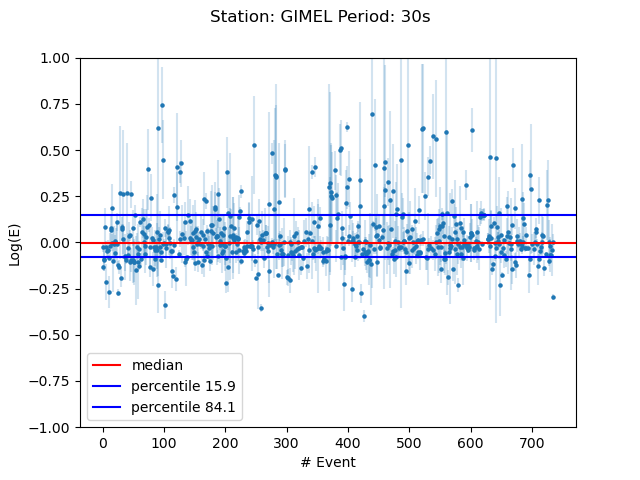 Station: GIMEL Period: 30s
1.00
0.75
0.50
0.25
0.00
−0.25
−0.50
−0.75
−1.00
Log(E)
median
percentile 15.9
percentile 84.1
0 100 200 300 400 500 600 700
# Event